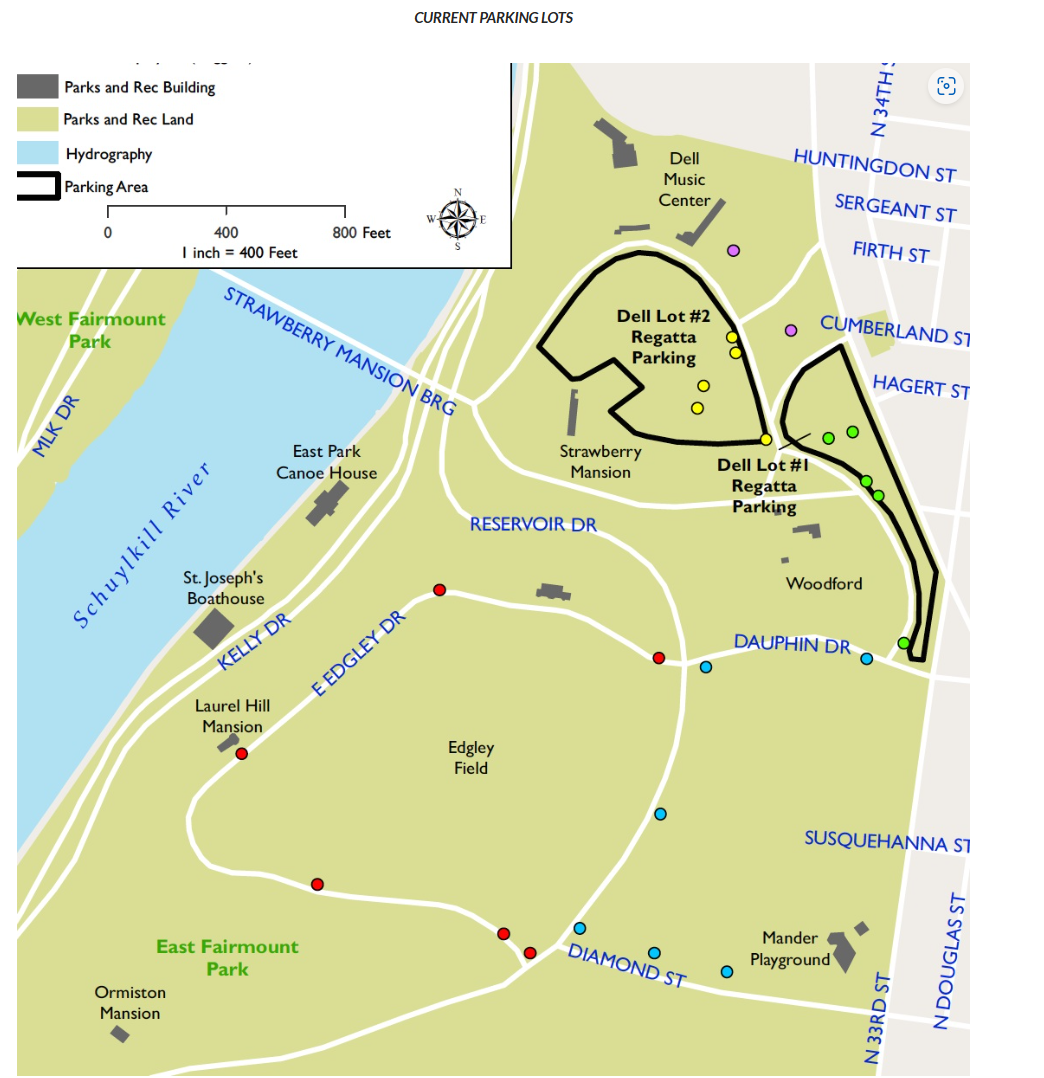 CURRENT PARKING LOTS
Parks and Rec Building
Parks and Rec Land
Hydrography
Parking Area
0 400 800 Feet
1 inch = 400 Feet
N
W E
S
N 34TH S
Dell
Music
Center
HUNTINGDON ST
SERGEANT ST
FIRTH ST
CUMBERLAND ST
HAGERT ST
West Fairmount
Park
STRAWBERRY MANSION BRG
MLK DR
Dell Lot #2
Regatta
Parking
Strawberry
Mansion
Dell Lot #1
Regatta
Parking
East Park
Canoe House
Schuylkill River
RESERVOIR DR
St. Joseph's
Boathouse
Woodford
KELLY DR
E EDGLEY DR
DAUPHIN DR
Laurel Hill
Mansion
Edgley
Field
SUSQUEHANNA ST
East Fairmount
Park
DIAMOND ST
Mander
Playground
N DOUGLAS ST
N 33RD ST
Ormiston
Mansion